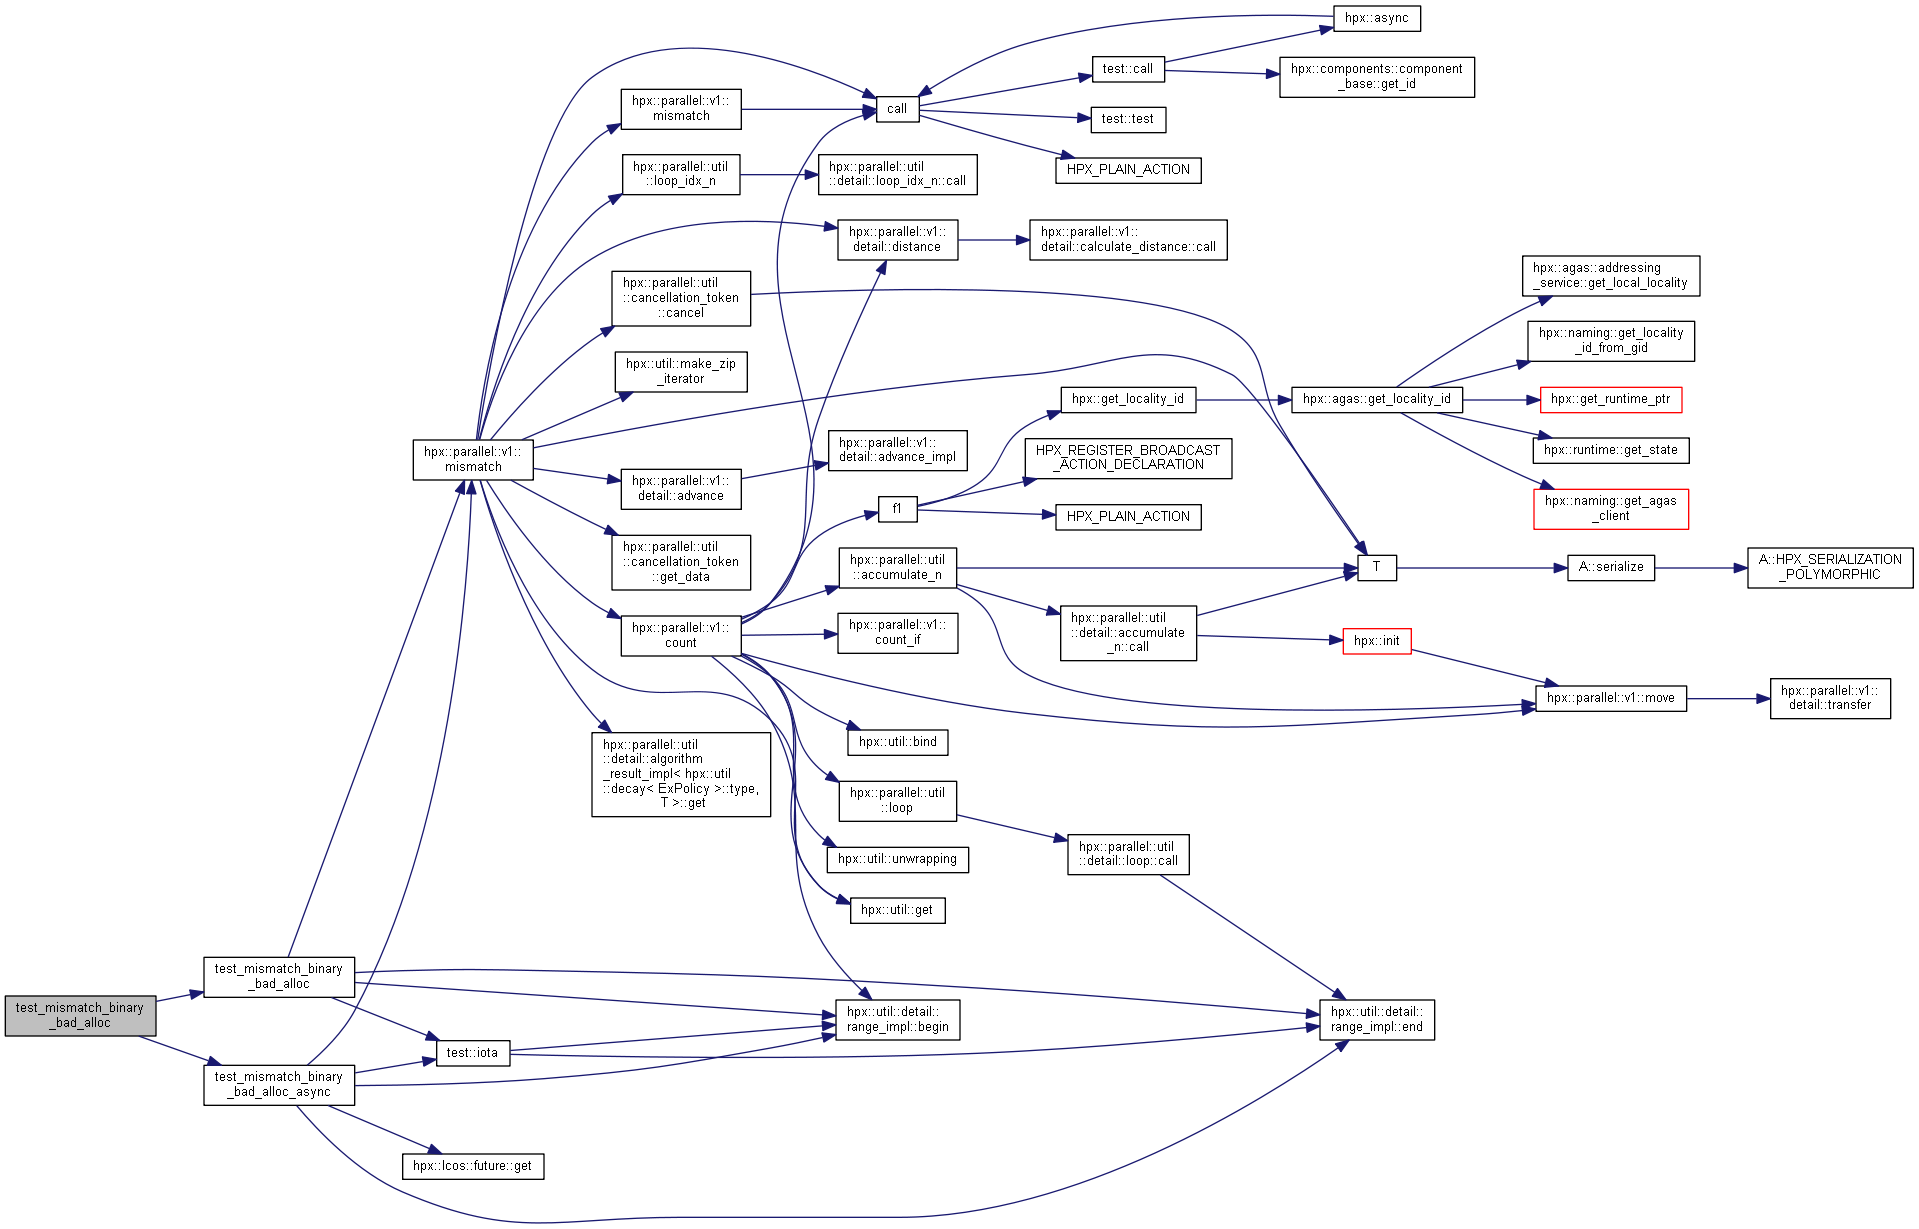 hpx::async
test::call
hpx::components::component
_base::get_id
hpx::parallel::v1::
mismatch
call
test::test
HPX_PLAIN_ACTION
hpx::parallel::util
::loop_idx_n
hpx::parallel::util
::detail::loop_idx_n::call
hpx::parallel::v1::
detail::distance
hpx::parallel::v1::
detail::calculate_distance::call
hpx::parallel::util
::cancellation_token
::cancel
hpx::agas::addressing
_service::get_local_locality
hpx::naming::get_locality
_id_from_gid
hpx::util::make_zip
_iterator
hpx::get_locality_id
hpx::agas::get_locality_id
hpx::get_runtime_ptr
hpx::runtime::get_state
hpx::naming::get_agas
_client
hpx::parallel::v1::
mismatch
hpx::parallel::v1::
detail::advance
hpx::parallel::v1::
detail::advance_impl
HPX_REGISTER_BROADCAST
_ACTION_DECLARATION
f1
HPX_PLAIN_ACTION
hpx::parallel::util
::cancellation_token
::get_data
hpx::parallel::util
::accumulate_n
T
A::serialize
A::HPX_SERIALIZATION
_POLYMORPHIC
hpx::parallel::v1::
count
hpx::parallel::v1::
count_if
hpx::parallel::util
::detail::accumulate
_n::call
hpx::init
hpx::parallel::v1::move
hpx::parallel::v1::
detail::transfer
hpx::util::bind
hpx::parallel::util
::detail::algorithm
_result_impl< hpx::util
::decay< ExPolicy >::type,
T >::get
hpx::parallel::util
::loop
hpx::util::unwrapping
hpx::parallel::util
::detail::loop::call
hpx::util::get
test_mismatch_binary
_bad_alloc
test_mismatch_binary
_bad_alloc
hpx::util::detail::
range_impl::begin
hpx::util::detail::
range_impl::end
test::iota
test_mismatch_binary
_bad_alloc_async
hpx::lcos::future::get